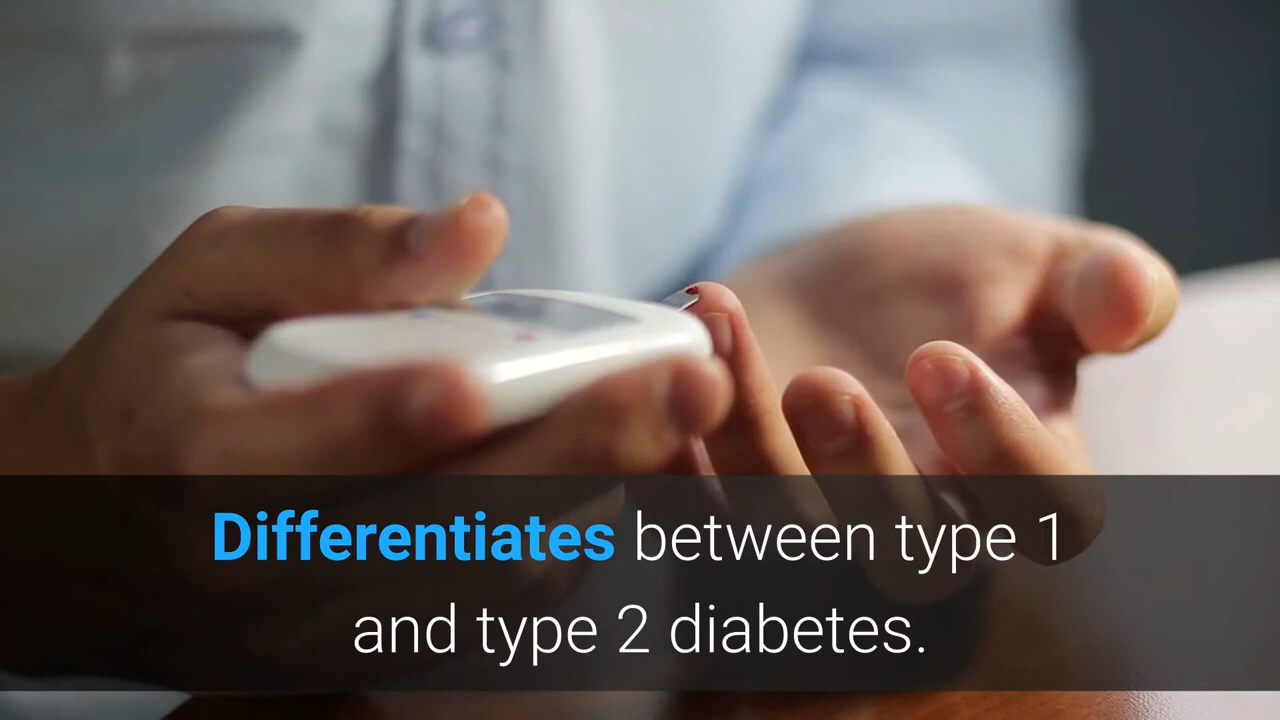 Differentiates between type 1
and type 2 diabetes.